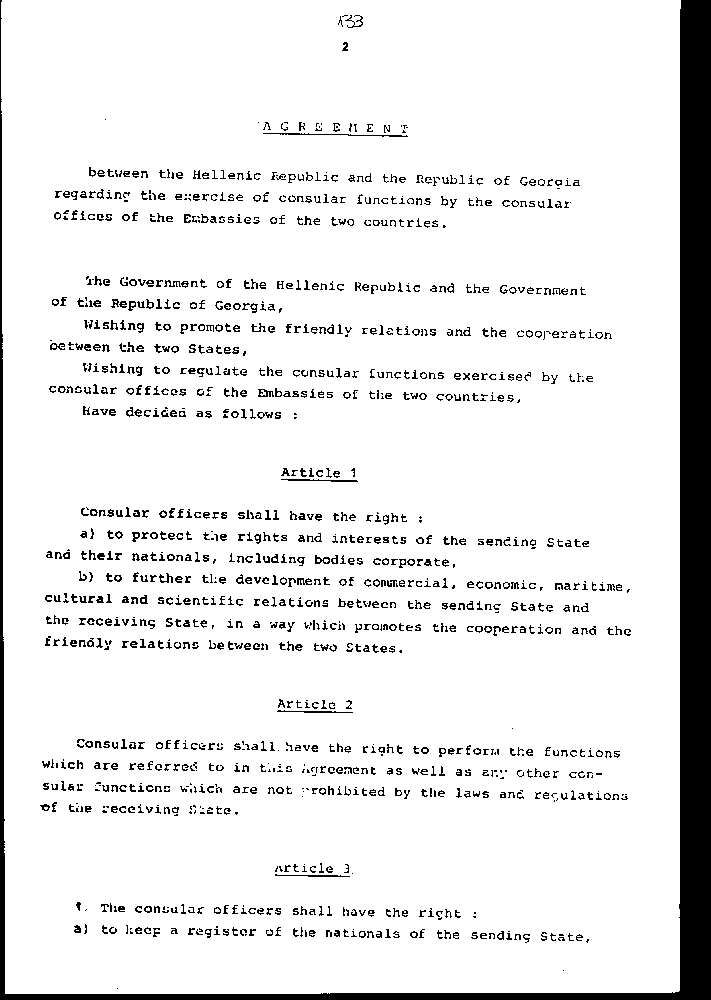 133
2
A G R E E M E N T
between the Hellenic Republic and the Republic of Georgia
regarding the exercise of consular functions by the consular
offices of the Embassies of the two countries.
The Government of the Hellenic Republic and the Government
of the Republic of Georgia,
Wishing to promote the friendly relations and the cooperation
between the two States,
Wishing to regulate the consular functions exercised by the
consular offices of the Embassies of the two countries,
Have decided as follows :
Article 1
Consular officers shall have the right :
a) to protect the rights and interests of the sending State
and their nationals, including bodies corporate,
b) to further the development of commercial, economic, maritime,
cultural and scientific relations between the sending State and
the receiving State, in a way which promotes the cooperation and the
friendly relations between the two States.
Article 2
Consular officers shall have the right to perform the functions
which are referred to in this Agreement as well as any other con-
sular functions which are not prohibited by the laws and regulations
of the receiving State.
Article 3
1. The consular officers shall have the right :
a) to keep a register of the nationals of the sending State,